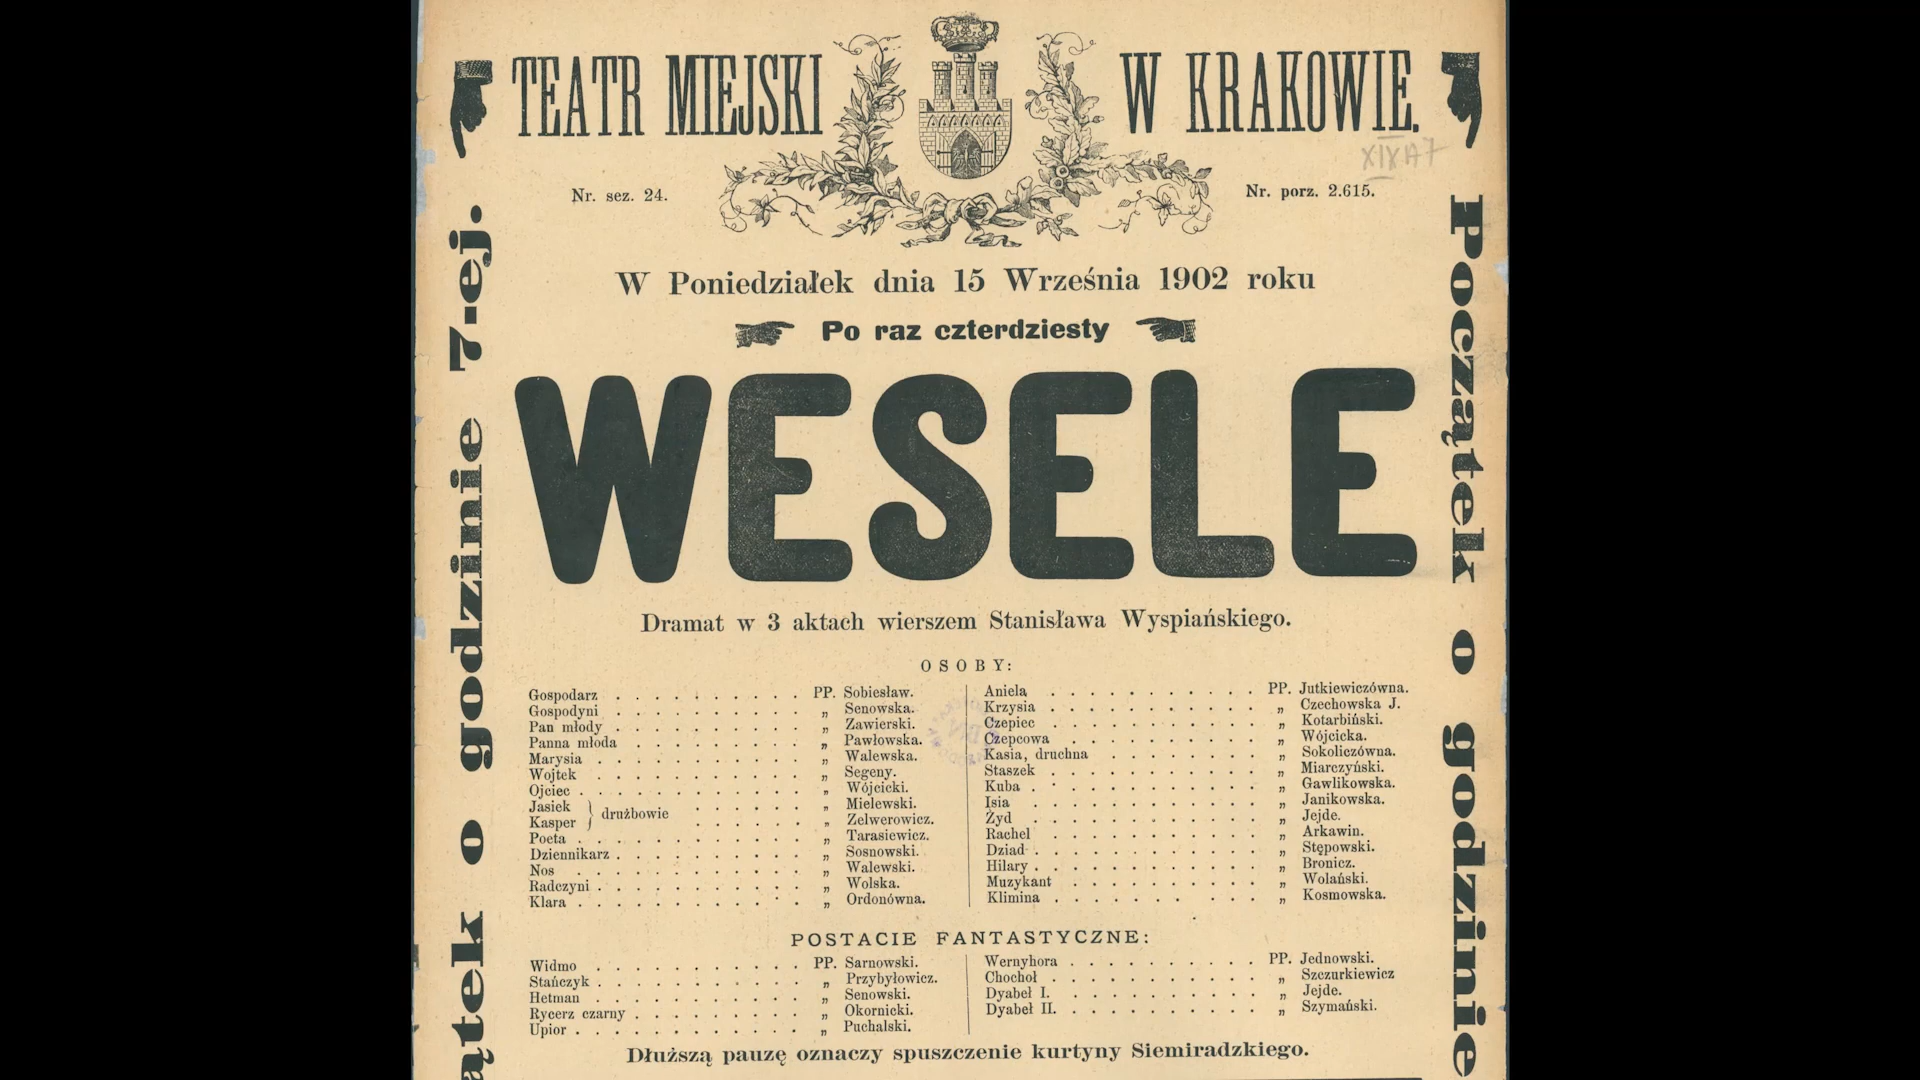 TEATR MIEJSKI W KRAKOWIE.
XIXA7
Nr. sez. 24.
Nr. porz. 2.615.
W Poniedziałek dnia 15 Września 1902 roku
Po raz czterdziesty
WESELE
Dramat w 3 aktach wierszem Stanisława Wyspiańskiego.
OSOBY:
Gospodarz . . . . . . . . . . PP. Sobiesław.
Gospodyni . . . . . . . . . . „ Senowska.
Pan młody . . . . . . . . . . „ Zawierski.
Panna młoda . . . . . . . . . „ Pawłowska.
Marysia . . . . . . . . . . . „ Walewska.
Wojtek . . . . . . . . . . . „ Segeny.
Ojciec . . . . . . . . . . . . „ Wójcicki.
Jasiek } drużbowie . . . . . . „ Mielewski.
Kasper } . . . . . . „ Zelwerowicz.
Poeta . . . . . . . . . . . . „ Tarasiewicz.
Dziennikarz . . . . . . . . . . „ Sosnowski.
Nos . . . . . . . . . . . . „ Walewski.
Radczyni . . . . . . . . . . . „ Wolska.
Klara . . . . . . . . . . . . „ Ordonówna.
Aniela . . . . . . . . . . . PP. Jutkiewiczówna.
Krzysia . . . . . . . . . . . „ Czechowska J.
Czepiec . . . . . . . . . . . „ Kotarbiński.
Czepcowa . . . . . . . . . . „ Wójcicka.
Kasia, druchna . . . . . . . . „ Sokoliczówna.
Staszek . . . . . . . . . . . „ Miarczyński.
Kuba . . . . . . . . . . . . „ Gawlikowska.
Isia . . . . . . . . . . . . „ Janikowska.
Żyd . . . . . . . . . . . . „ Jejde.
Rachel . . . . . . . . . . . „ Arkawin.
Dziad . . . . . . . . . . . . „ Stępowski.
Hilary . . . . . . . . . . . . „ Bronicz.
Muzykant . . . . . . . . . . „ Wolański.
Klimina . . . . . . . . . . . „ Kosmowska.
POSTACIE FANTASTYCZNE:
Widmo . . . . . . . . . . . PP. Sarnowski.
Stańczyk . . . . . . . . . . . „ Przybyłowicz.
Hetman . . . . . . . . . . . „ Senowski.
Rycerz czarny . . . . . . . . . „ Okornicki.
Upior . . . . . . . . . . . . „ Puchalski.
Wernyhora . . . . . . . . . . PP. Jednowski.
Chochoł . . . . . . . . . . . „ Szczurkiewicz
Dyabeł I. . . . . . . . . . . „ Jejde.
Dyabeł II. . . . . . . . . . . „ Szymański.
Dłuższą pauzę oznaczy spuszczenie kurtyny Siemiradzkiego.
ątek o godzinie 7-ej.
Początek o godzinie